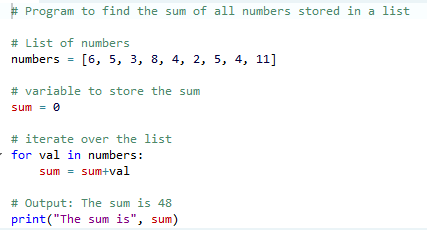 # Program to find the sum of all numbers stored in a list
# List of numbers
numbers = [6, 5, 3, 8, 4, 2, 5, 4, 11]
# variable to store the sum
sum = 0
# iterate over the list
for val in numbers:
    sum = sum+val
# Output: The sum is 48
print("The sum is", sum)